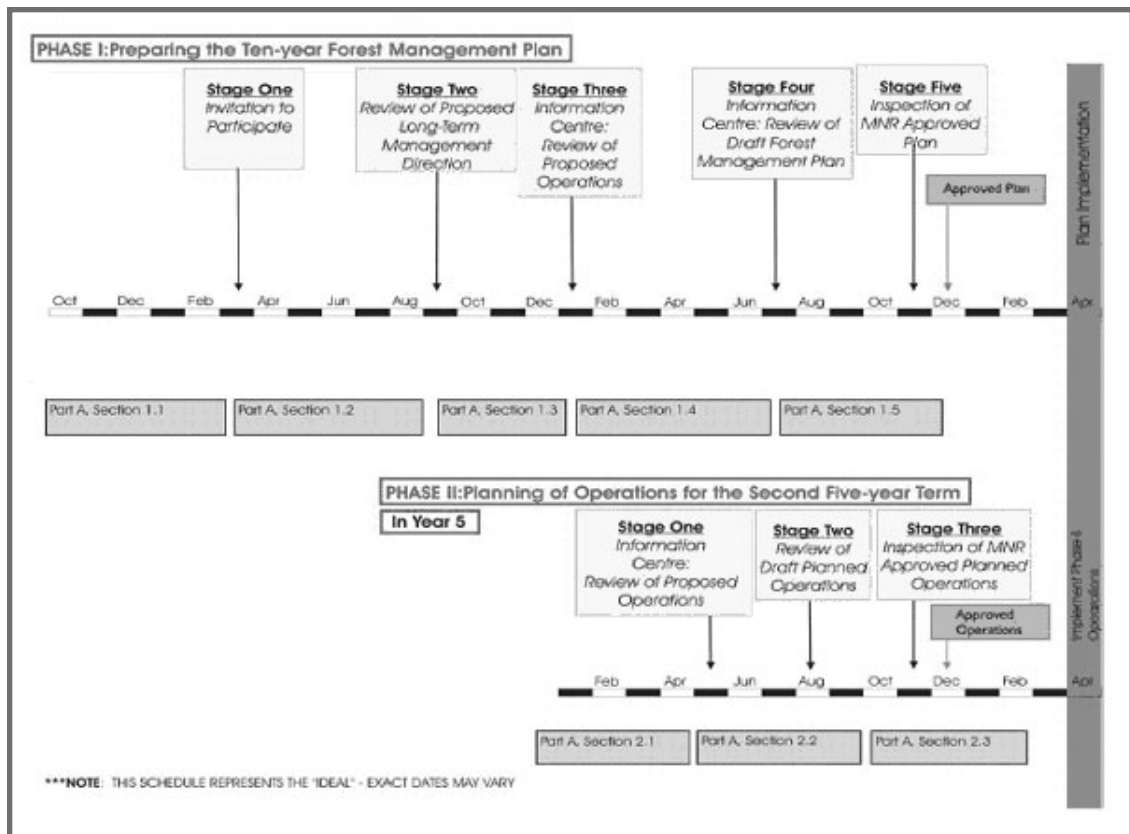 PHASE I:Preparing the Ten-year Forest Management Plan
Stage One
Invitation to
Participate
Stage Two
Review of Proposed
Long-Term
Management
Direction
Stage Three
Information
Centre:
Review of
Proposed
Operations
Stage Four
Information
Centre: Review of
Draft Forest
Management Plan
Stage Five
Inspection of
MNR Approved
Plan
Approved Plan
Plan Implementation
Oct Dec Feb Apr Jun Aug Oct Dec Feb Apr Jun Aug Oct Dec Feb Apr
Part A, Section 1.1
Part A, Section 1.2
Part A, Section 1.3
Part A, Section 1.4
Part A, Section 1.5
PHASE II:Planning of Operations for the Second Five-year Term
In Year 5
Stage One
Information
Centre:
Review of Proposed
Operations
Stage Two
Review of
Draft Planned
Operations
Stage Three
Inspection of MNR
Approved Planned
Operations
Approved
Operations
Implement Phase
Operations
Feb Apr Jun Aug Oct Dec Feb Apr
Part A, Section 2.1
Part A, Section 2.2
Part A, Section 2.3
***NOTE: THIS SCHEDULE REPRESENTS THE "IDEAL" - EXACT DATES MAY VARY